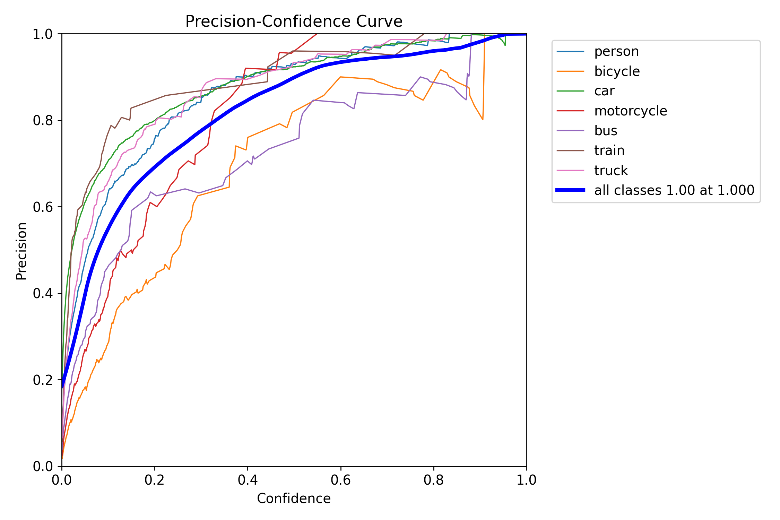 Precision-Confidence Curve
1.0
0.8
0.6
0.4
0.2
0.0
Precision
0.0 0.2 0.4 0.6 0.8 1.0
Confidence
person
bicycle
car
motorcycle
bus
train
truck
all classes 1.00 at 1.000